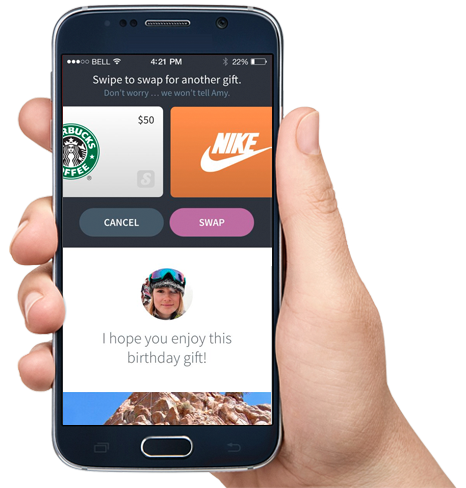 BELL 4:21 PM 22%
Swipe to swap for another gift.
Don't worry ... we won't tell Amy.
$50
RBUCKS
OFFEE
S
NIKE
CANCEL SWAP
I hope you enjoy this
birthday gift!